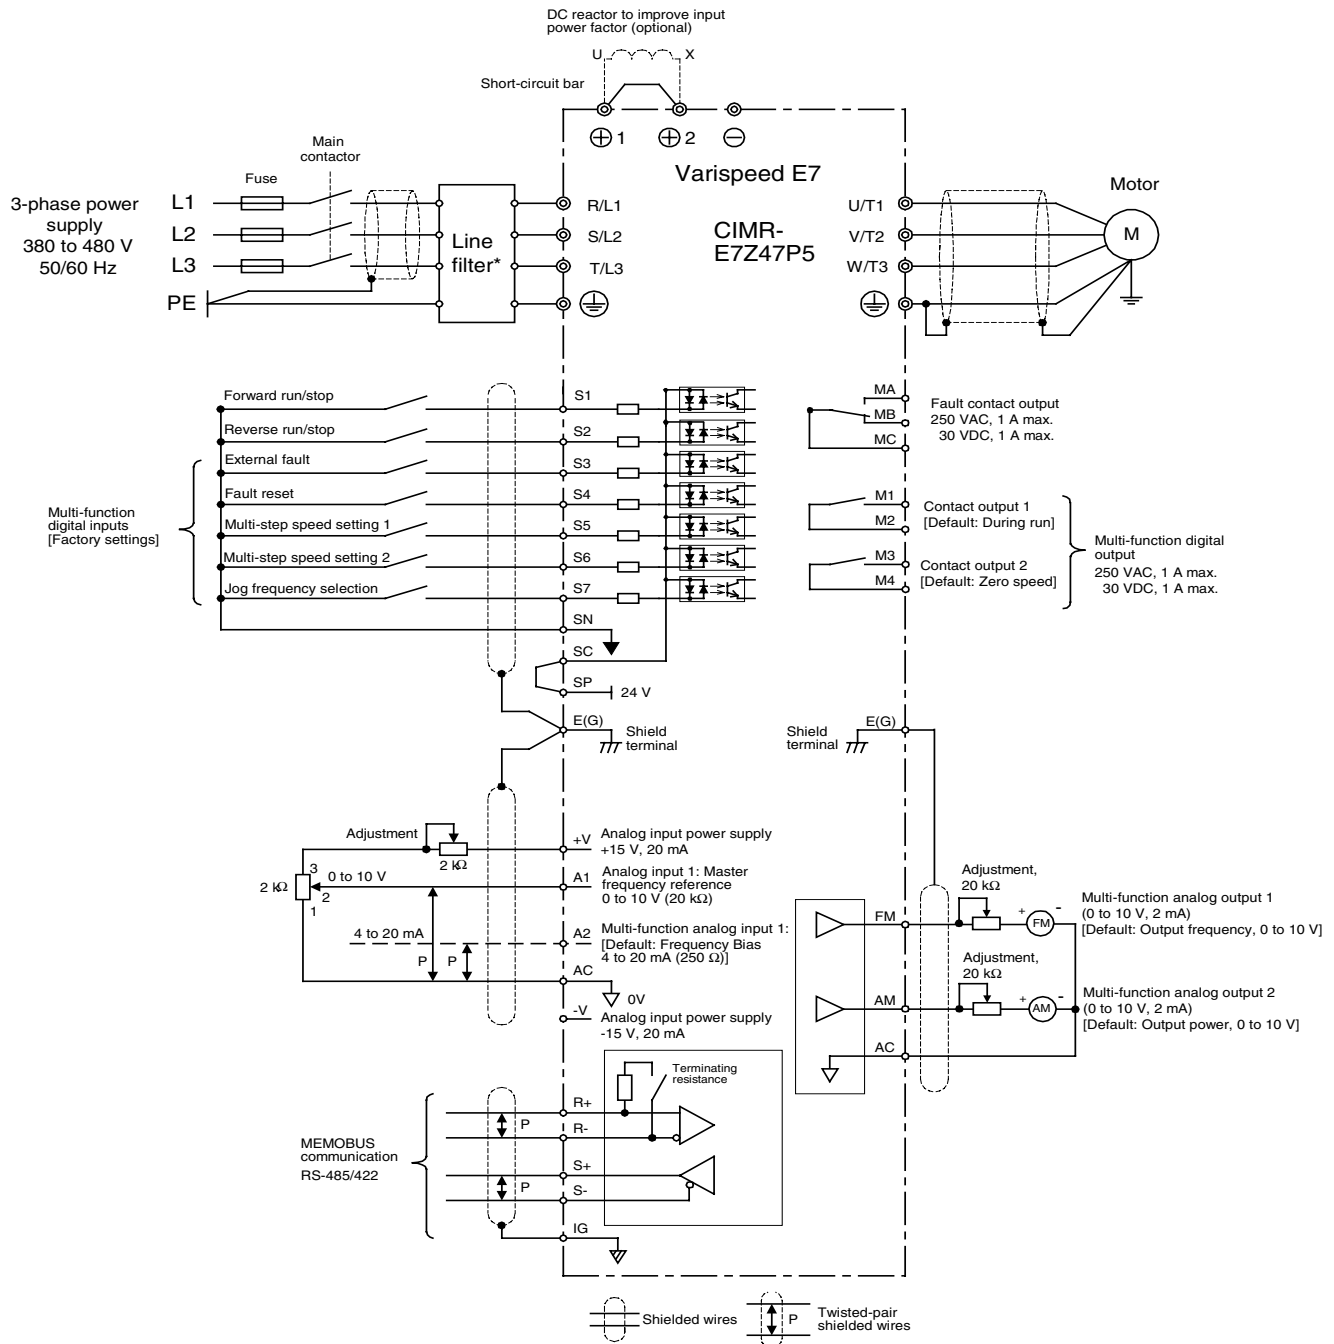 DC reactor to improve input
power factor (optional)
U
X
Short-circuit bar
1
2
Main
contactor
Fuse
Varispeed E7
CIMR-
E7Z47P5
3-phase power
supply
380 to 480 V
50/60 Hz
L1
L2
L3
PE
Line
filter*
R/L1
S/L2
T/L3
U/T1
V/T2
W/T3
Motor
M
Forward run/stop
Reverse run/stop
External fault
Fault reset
Multi-step speed setting 1
Multi-step speed setting 2
Jog frequency selection
Multi-function
digital inputs
[Factory settings]
S1
S2
S3
S4
S5
S6
S7
SN
SC
SP
24 V
E(G)
Shield
terminal
MA
MB
MC
Fault contact output
250 VAC, 1 A max.
30 VDC, 1 A max.
M1
M2
Contact output 1
[Default: During run]
M3
M4
Contact output 2
[Default: Zero speed]
Multi-function digital
output
250 VAC, 1 A max.
30 VDC, 1 A max.
Shield
terminal
E(G)
Adjustment
2 kΩ
2 kΩ
3
2
1
0 to 10 V
4 to 20 mA
P
P
+V
Analog input power supply
+15 V, 20 mA
A1
Analog input 1: Master
frequency reference
0 to 10 V (20 kΩ)
A2
Multi-function analog input 1:
[Default: Frequency Bias
4 to 20 mA (250 Ω)]
AC
0V
-V
Analog input power supply
-15 V, 20 mA
FM
Adjustment,
20 kΩ
+
FM
-
Multi-function analog output 1
(0 to 10 V, 2 mA)
[Default: Output frequency, 0 to 10 V]
AM
Adjustment,
20 kΩ
+
AM
-
Multi-function analog output 2
(0 to 10 V, 2 mA)
[Default: Output power, 0 to 10 V]
AC
Terminating
resistance
MEMOBUS
communication
RS-485/422
R+
P
R-
S+
P
S-
IG
Shielded wires
P
Twisted-pair
shielded wires